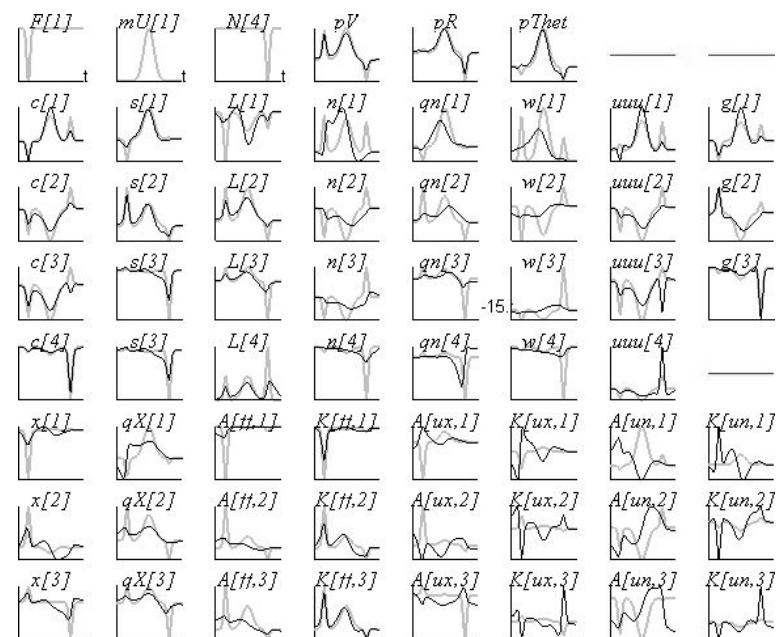 F[1] mU[1] N[4] pV pR pThet
t t t
c[1] s[1] L[1] n[1] qn[1] w[1] uuu[1] g[1]
c[2] s[2] L[2] n[2] qn[2] w[2] uuu[2] g[2]
c[3] s[3] L[3] n[3] qn[3] w[3] uuu[3] g[3]
-15.
c[4] s[3] L[4] n[4] qn[4] w[4] uuu[4]
x[1] qX[1] A[tt,1] K[tt,1] A[ux,1] K[ux,1] A[un,1] K[un,1]
x[2] qX[2] A[tt,2] K[tt,2] A[ux,2] K[ux,2] A[un,2] K[un,2]
x[3] qX[3] A[tt,3] K[tt,3] A[ux,3] K[ux,3] A[un,3] K[un,3]